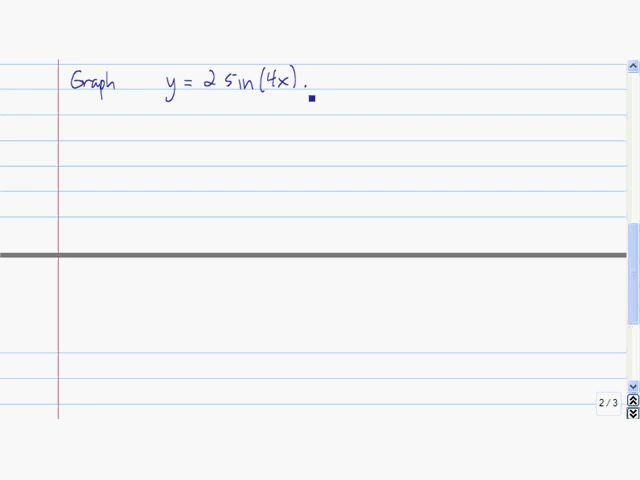 Graph y = 2 sin(4x).
2 / 3